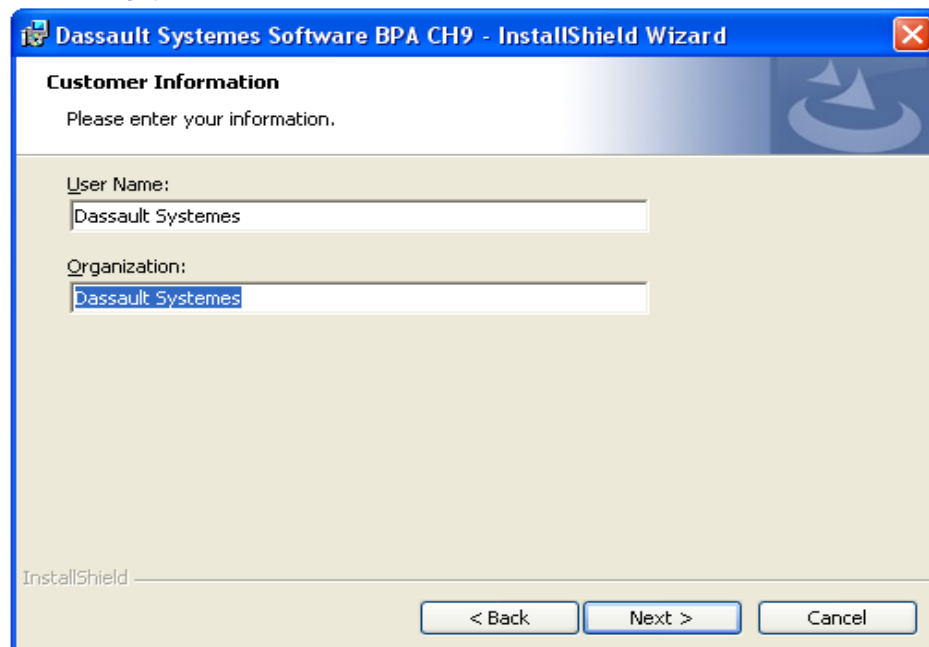 Dassault Systemes Software BPA CH9 - InstallShield Wizard
Customer Information
Please enter your information.
User Name:
Dassault Systemes
Organization:
Dassault Systemes
InstallShield
< Back Next > Cancel